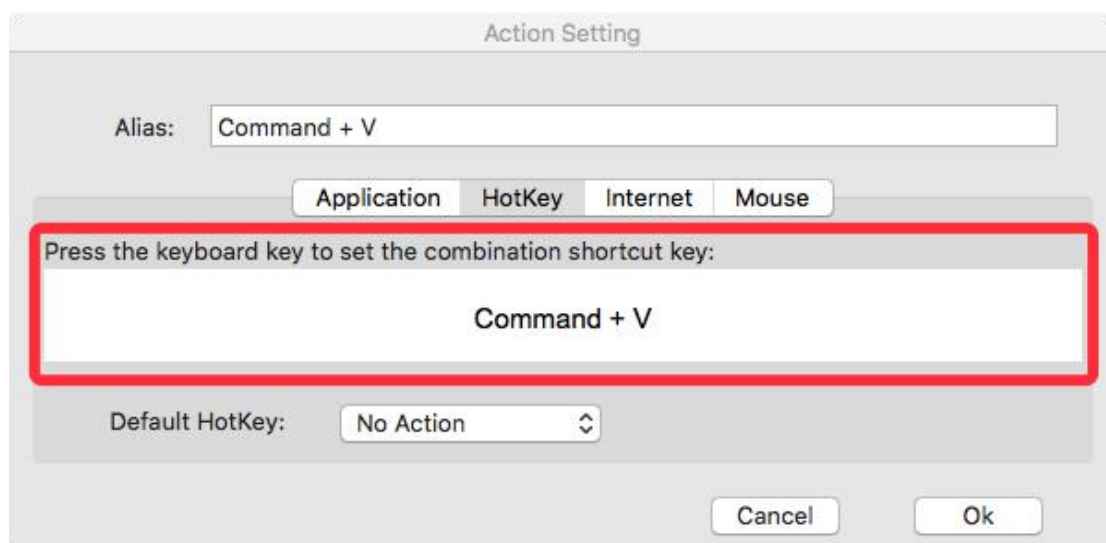 Action Setting
Alias: Command + V
Application HotKey Internet Mouse
Press the keyboard key to set the combination shortcut key:
Command + V
Default HotKey: No Action
Cancel Ok